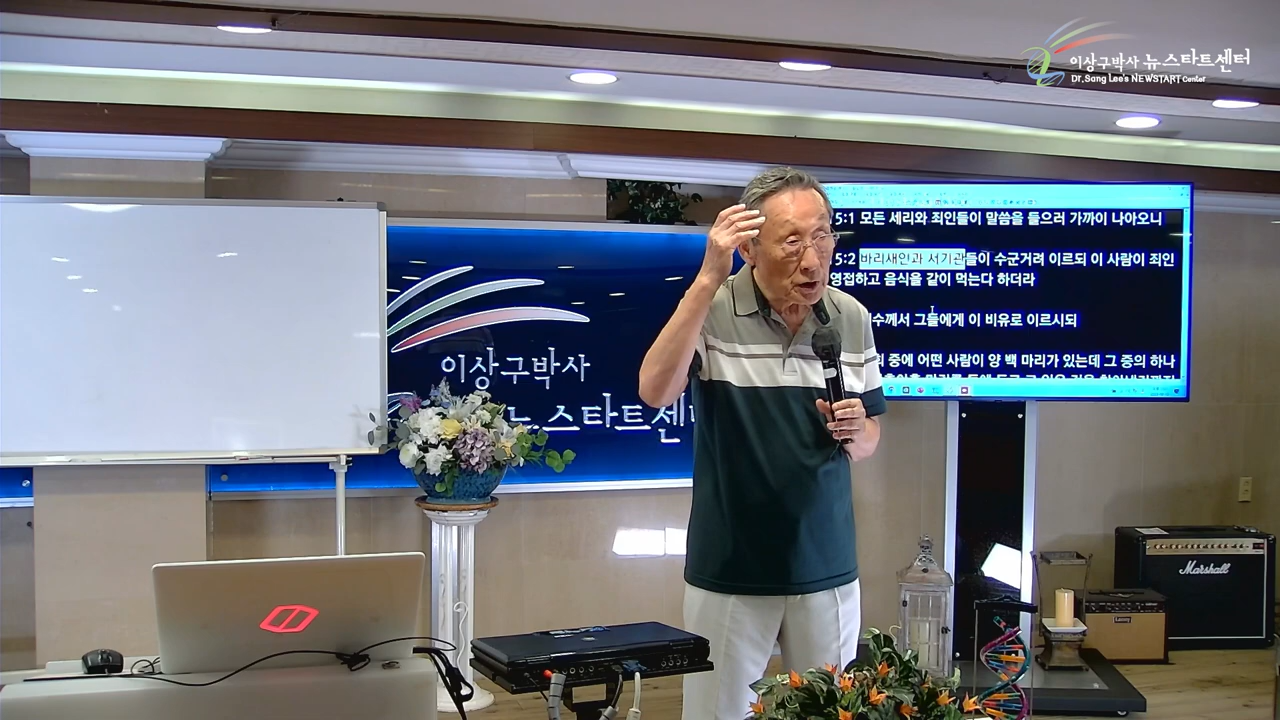 이상구박사 뉴스타트센터
Dr. Sang Lee's NEWSTART Center
5:1 모든 세리와 죄인들이 말씀을 들으러 가까이 나아오니
5:2 바리새인과 서기관들이 수군거려 이르되 이 사람이 죄인
영접하고 음식을 같이 먹는다 하더라
수께서 그들에게 이 비유로 이르시되
중에 어떤 사람이 양 백 마리가 있는데 그 중의 하나
이상구박사
뉴스타트센
Marshall
Laney